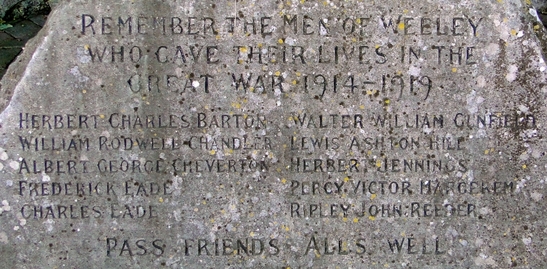 REMEMBER THE MEN OF WEELEY
WHO GAVE THEIR LIVES IN THE
GREAT WAR 1914-1919
HERBERT CHARLES BARTON
WILLIAM RODWELL CHANDLER
ALBERT GEORGE CHEVERTON
FREDERICK EADE
CHARLES EADE
WALTER WILLIAM GUNFIELD
LEWIS ASHTON HILL
HERBERT JENNINGS
PERCY VICTOR
RIPLEY JOHN REEDER
PASS FRIENDS ALLS WELL